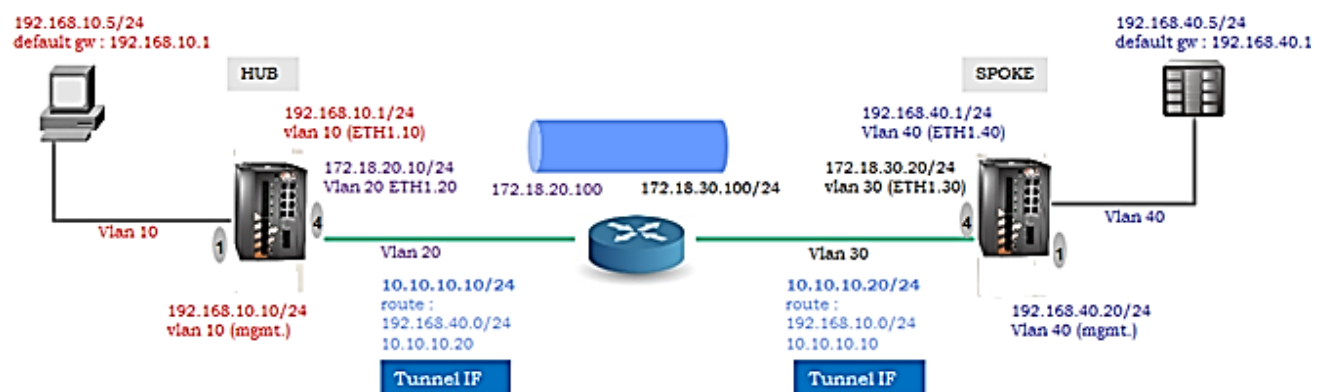 192.168.10.5/24
default gw : 192.168.10.1
HUB
192.168.10.1/24
vlan 10 (ETH1.10)
172.18.20.10/24
Vlan 20 ETH1.20
Vlan 10
1
4
192.168.10.10/24
vlan 10 (mgmt.)
172.18.20.100
172.18.30.100/24
Vlan 20
10.10.10.10/24
route :
192.168.40.0/24
10.10.10.20
Tunnel IF
Vlan 30
10.10.10.20/24
route :
192.168.10.0/24
10.10.10.10
Tunnel IF
SPOKE
192.168.40.1/24
Vlan 40 (ETH1.40)
172.18.30.20/24
vlan 30 (ETH1.30)
4
1
192.168.40.20/24
Vlan 40 (mgmt.)
Vlan 40
192.168.40.5/24
default gw : 192.168.40.1